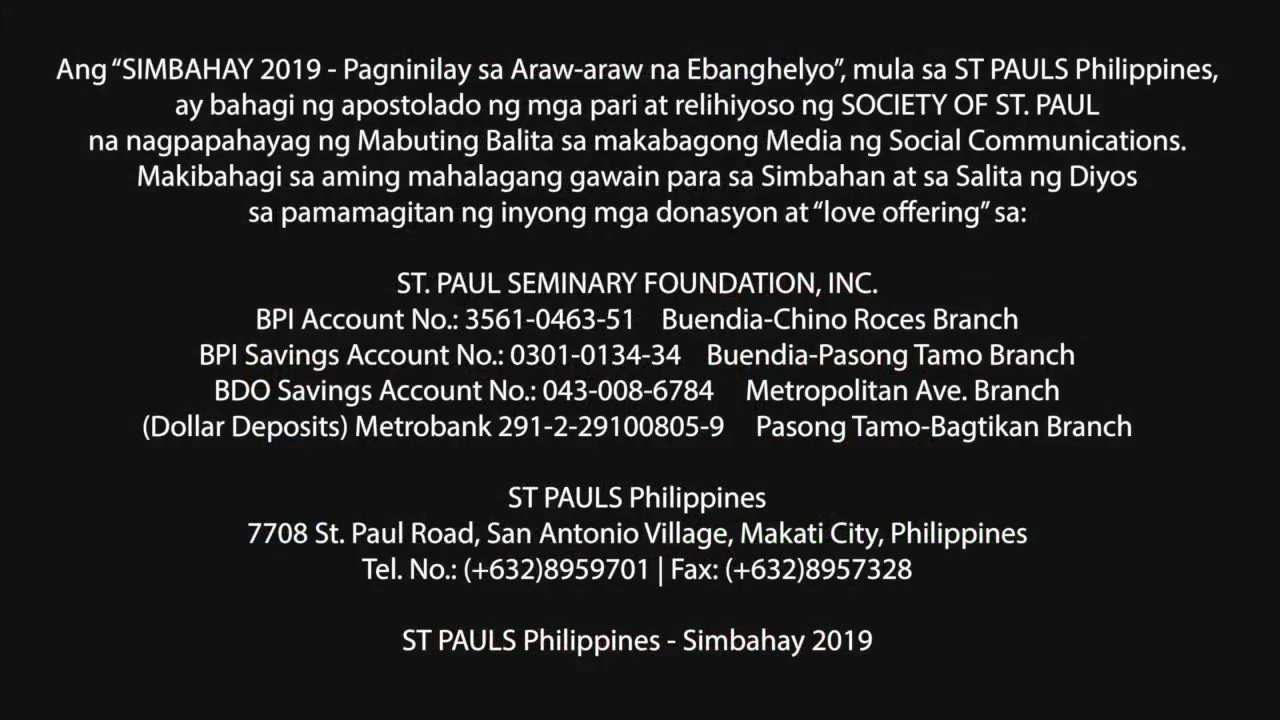 Ang “SIMBAHAY 2019 - Pagninilay sa Araw-araw na Ebanghelyo”, mula sa ST PAULS Philippines,
ay bahagi ng apostolado ng mga pari at relihiyoso ng SOCIETY OF ST. PAUL
na nagpapahayag ng Mabuting Balita sa makabagong Media ng Social Communications.
Makibahagi sa aming mahalagang gawain para sa Simbahan at sa Salita ng Diyos
sa pamamagitan ng inyong mga donasyon at “love offering” sa:
ST. PAUL SEMINARY FOUNDATION, INC.
BPI Account No.: 3561-0463-51 Buendia-Chino Roces Branch
BPI Savings Account No.: 0301-0134-34 Buendia-Pasong Tamo Branch
BDO Savings Account No.: 043-008-6784 Metropolitan Ave. Branch
(Dollar Deposits) Metrobank 291-2-29100805-9 Pasong Tamo-Bagtikan Branch
ST PAULS Philippines
7708 St. Paul Road, San Antonio Village, Makati City, Philippines
Tel. No.: (+632)8959701 | Fax: (+632)8957328
ST PAULS Philippines - Simbahay 2019